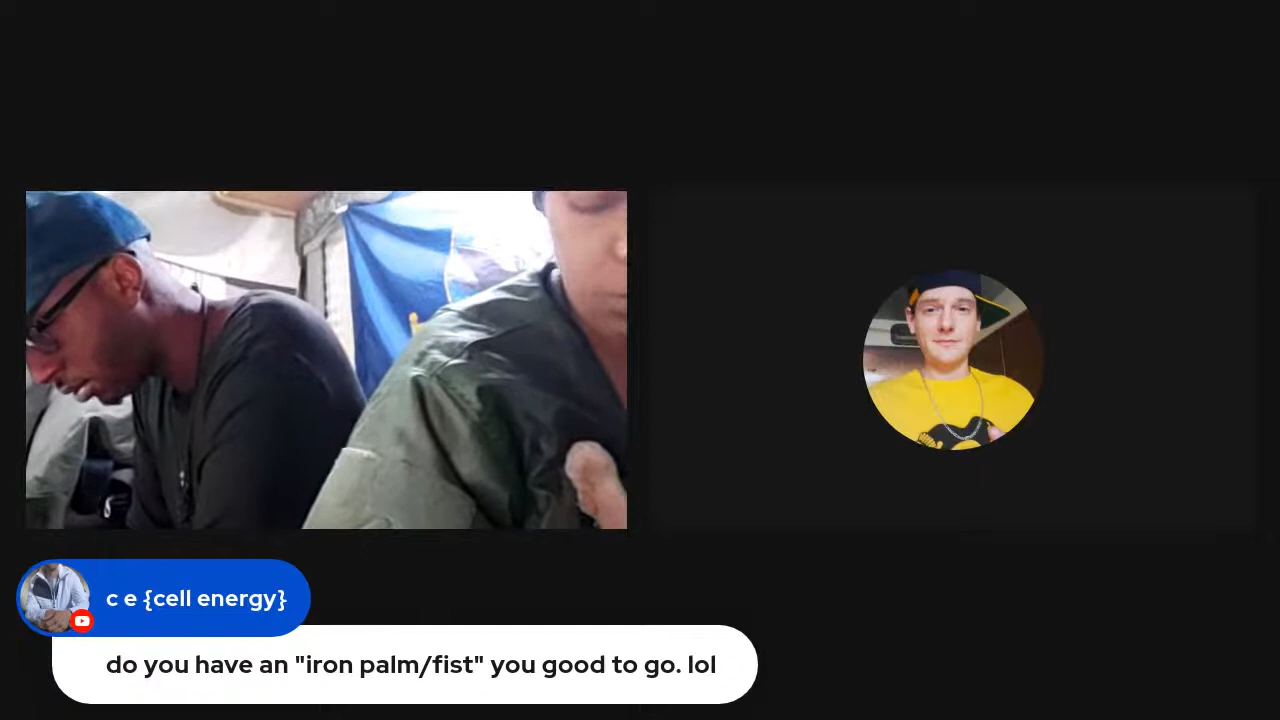 c e {cell energy}
do you have an "iron palm/fist" you good to go. lol